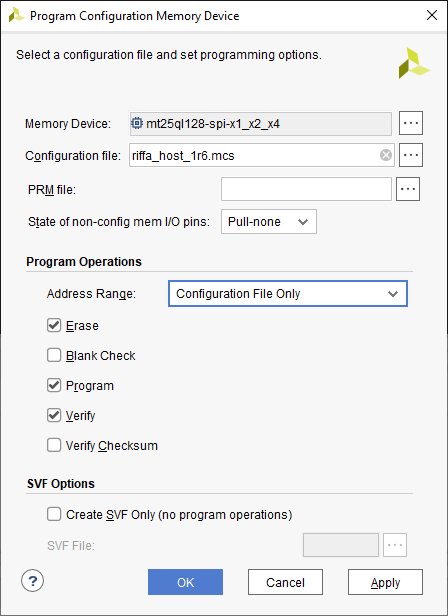 Program Configuration Memory Device
Select a configuration file and set programming options.
Memory Device: mt25ql128-spi-x1_x2_x4 ...
Configuration file: riffa_host_1r6.mcs ...
PRM file: ...
State of non-config mem I/O pins: Pull-none
Program Operations
Address Range: Configuration File Only
Erase
Blank Check
Program
Verify
Verify Checksum
SVF Options
Create SVF Only (no program operations)
SVF File: ...
? OK Cancel Apply